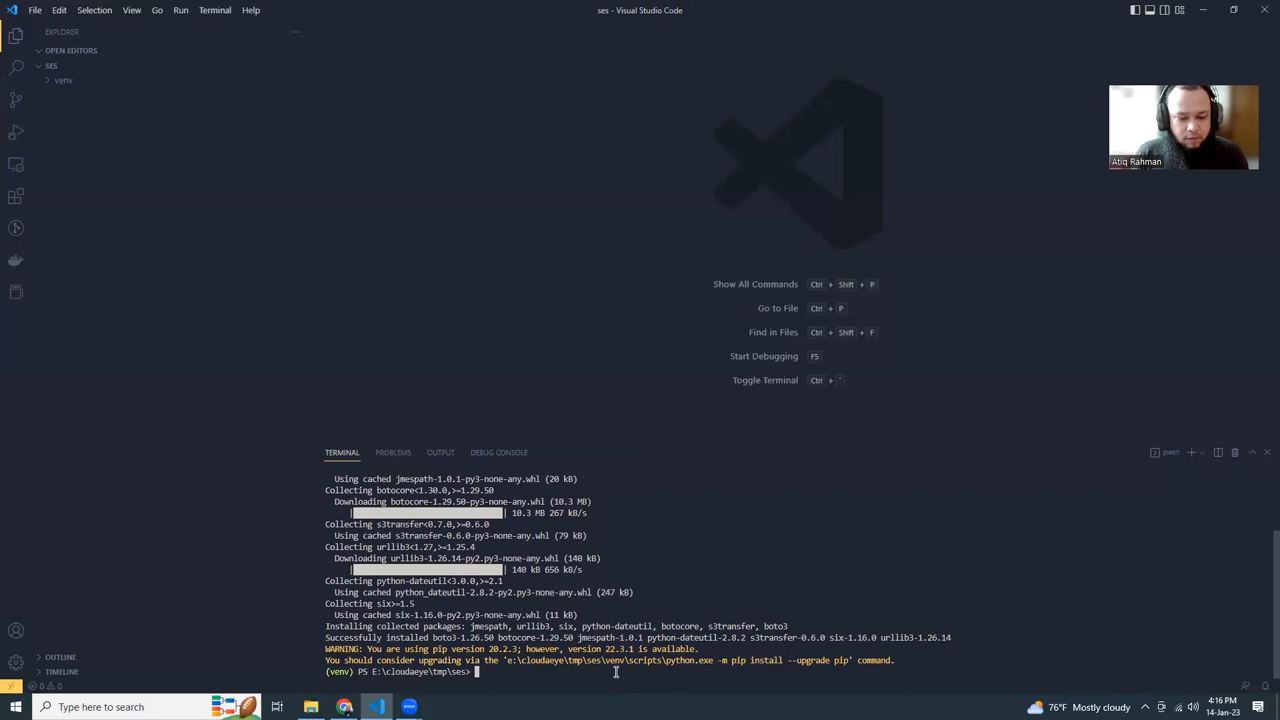 File Edit Selection View Go Run Terminal Help
ses - Visual Studio Code
EXPLORER
OPEN EDITORS
SES
venv
Atiq Rahman
Show All Commands Ctrl + Shift + P
Go to File Ctrl + P
Find in Files Ctrl + Shift + F
Start Debugging F5
Toggle Terminal Ctrl + `
TERMINAL PROBLEMS OUTPUT DEBUG CONSOLE
pwsh
Using cached jmespath-1.0.1-py3-none-any.whl (20 kB)
Collecting botocore<1.30.0,>=1.29.50
Downloading botocore-1.29.50-py3-none-any.whl (10.3 MB)
| | 10.3 MB 267 kB/s
Collecting s3transfer<0.7.0,>=0.6.0
Using cached s3transfer-0.6.0-py3-none-any.whl (79 kB)
Collecting urllib3<1.27,>=1.25.4
Downloading urllib3-1.26.14-py2.py3-none-any.whl (140 kB)
| | 140 kB 656 kB/s
Collecting python-dateutil<3.0.0,>=2.1
Using cached python_dateutil-2.8.2-py2.py3-none-any.whl (247 kB)
Collecting six>=1.5
Using cached six-1.16.0-py2.py3-none-any.whl (11 kB)
Installing collected packages: jmespath, urllib3, six, python-dateutil, botocore, s3transfer, boto3
Successfully installed boto3-1.26.50 botocore-1.29.50 jmespath-1.0.1 python-dateutil-2.8.2 s3transfer-0.6.0 six-1.16.0 urllib3-1.26.14
WARNING: You are using pip version 20.2.3; however, version 22.3.1 is available.
You should consider upgrading via the 'e:\cloudaeye\tmp\ses\venv\scripts\python.exe -m pip install --upgrade pip' command.
(venv) PS E:\cloudaeye\tmp\ses>
OUTLINE
TIMELINE
0 0
Type here to search
76°F Mostly cloudy
4:16 PM
14-Jan-23